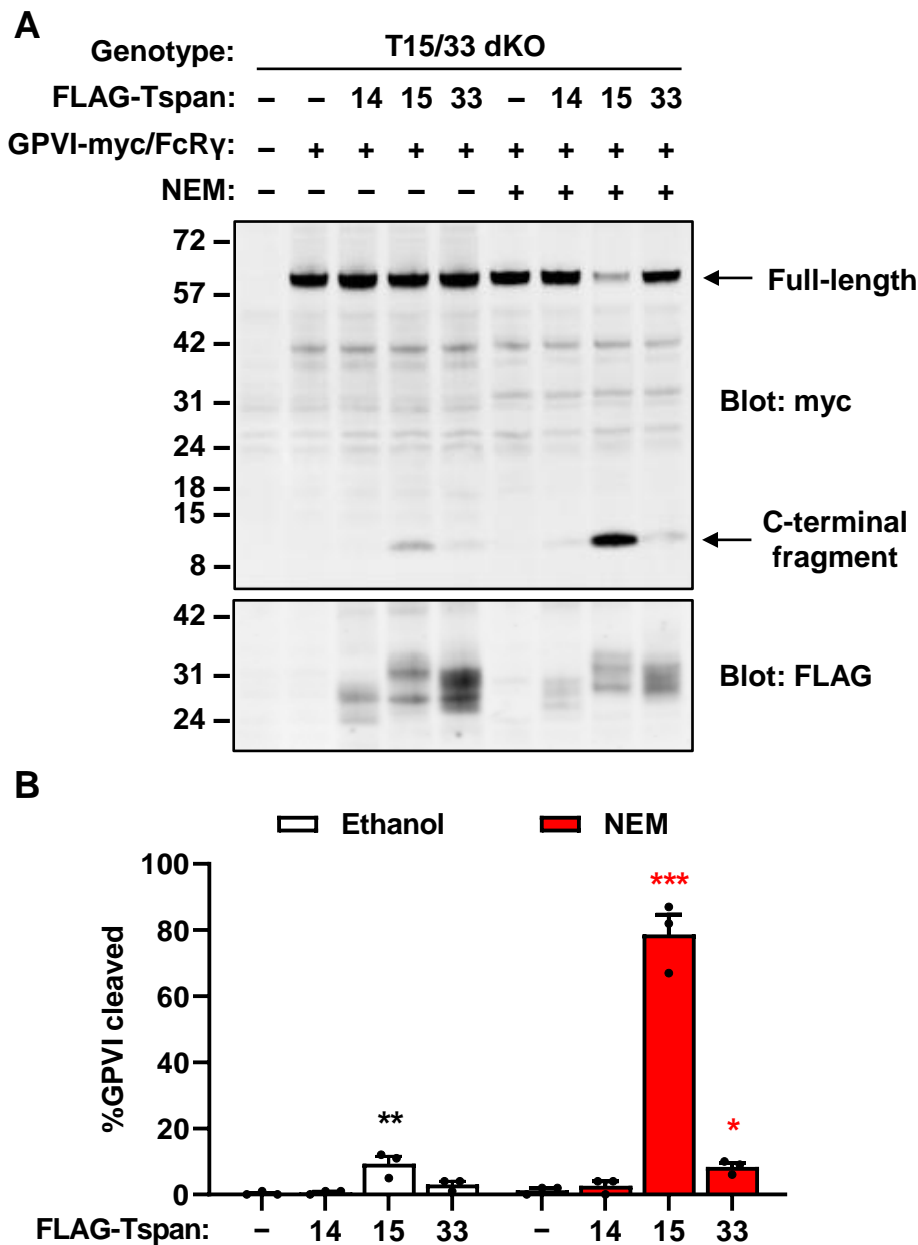 A
Genotype: T15/33 dKO
FLAG-Tspan: – – 14 15 33 – 14 15 33
GPVI-myc/FcRγ: – + + + + + + + +
NEM: – – – – – + + + +
72
57
42
31
24
18
15
8
Full-length
Blot: myc
C-terminal
fragment
42
31
24
Blot: FLAG
B
Ethanol NEM
%GPVI cleaved
100
80
60
40
20
0
** *** *
FLAG-Tspan: – 14 15 33 – 14 15 33